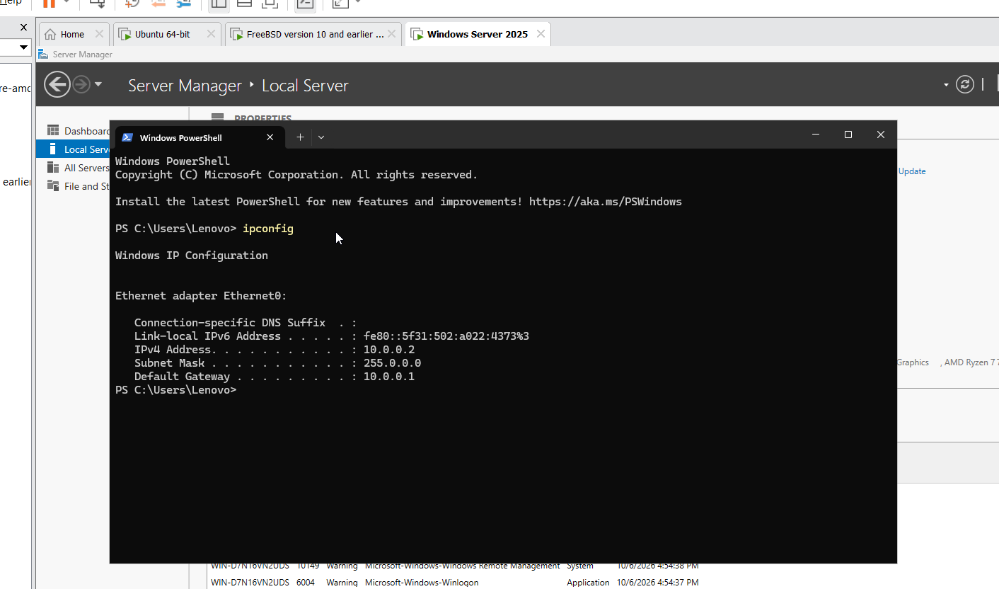 Help
Home
Ubuntu 64-bit
FreeBSD version 10 and earlier ...
Windows Server 2025
Server Manager
Server Manager
Local Server
PROPERTIES
Dashboard
Local Serve
All Servers
File and St
earlier
Update
Graphics , AMD Ryzen 7 7
Windows PowerShell
Windows PowerShell
Copyright (C) Microsoft Corporation. All rights reserved.
Install the latest PowerShell for new features and improvements! https://aka.ms/PSWindows
PS C:\Users\Lenovo> ipconfig
Windows IP Configuration
Ethernet adapter Ethernet0:
Connection-specific DNS Suffix . :
Link-local IPv6 Address . . . . . : fe80::5f31:502:a022:4373%3
IPv4 Address. . . . . . . . . . . : 10.0.0.2
Subnet Mask . . . . . . . . . . . : 255.0.0.0
Default Gateway . . . . . . . . . : 10.0.0.1
PS C:\Users\Lenovo>
WIN-D7N16VN2UDS 10149 Warning Microsoft-Windows-Windows Remote Management System 10/6/2026 4:54:38 PM
WIN-D7N16VN2UDS 6004 Warning Microsoft-Windows-Winlogon Application 10/6/2026 4:54:37 PM